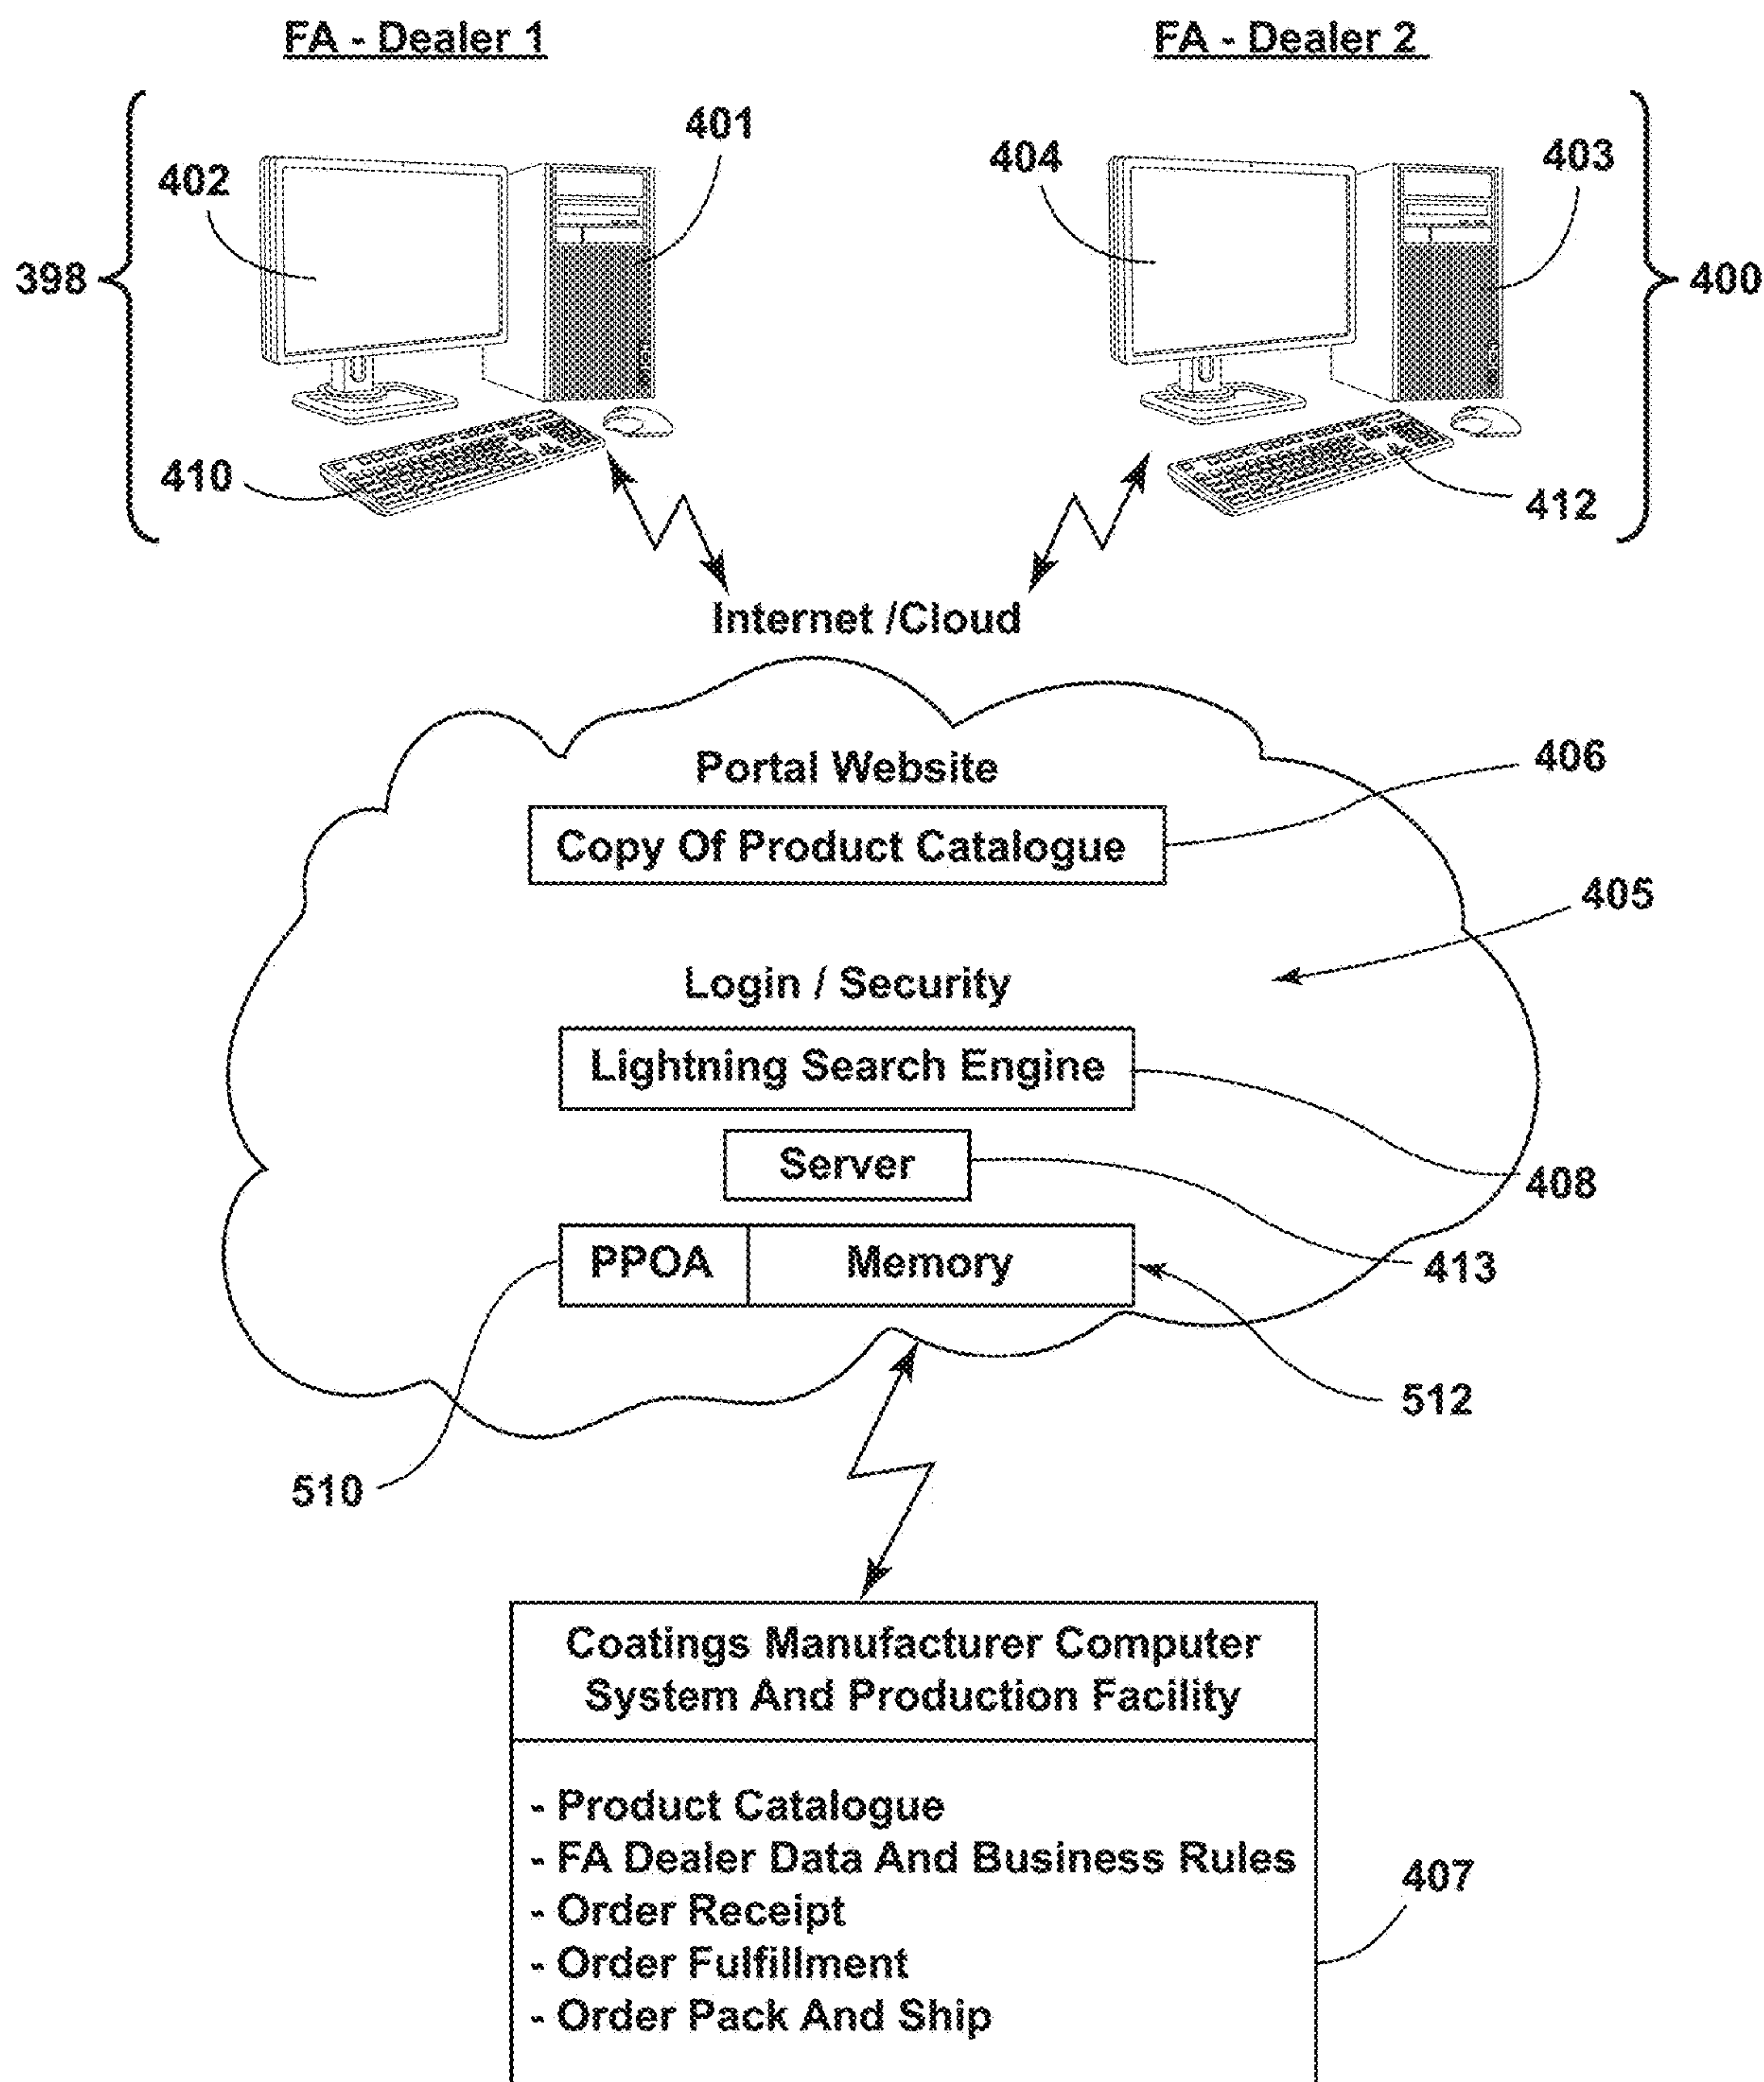 FA - Dealer 1
FA - Dealer 2
401
402
404
403
398
400
410
412
Internet /Cloud
Portal Website
406
Copy Of Product Catalogue
405
Login / Security
Lightning Search Engine
Server
408
PPOA
Memory
413
512
510
Coatings Manufacturer Computer
System And Production Facility
- Product Catalogue
- FA Dealer Data And Business Rules
407
- Order Receipt
- Order Fulfillment
- Order Pack And Ship